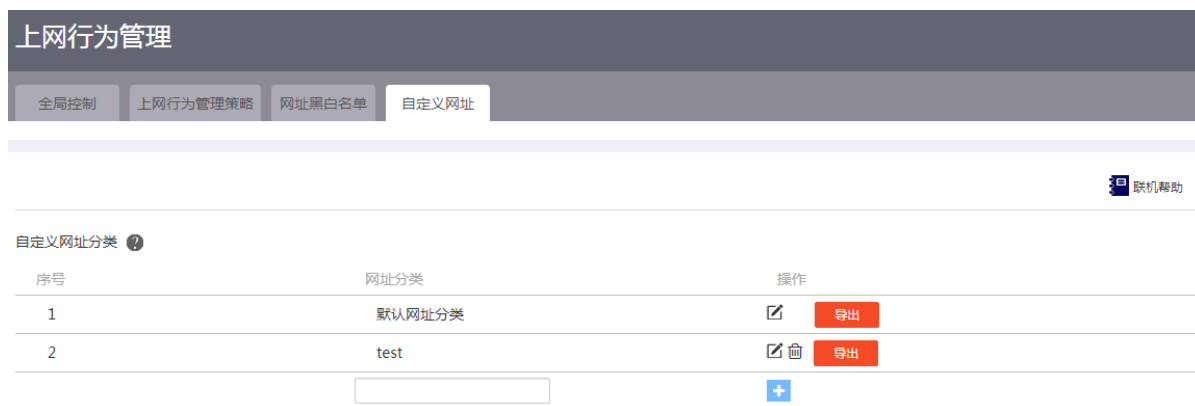 上网行为管理
全局控制 上网行为管理策略 网址黑白名单 自定义网址
联机帮助
自定义网址分类 ?
序号 网址分类 操作
1 默认网址分类 导出
2 test 导出